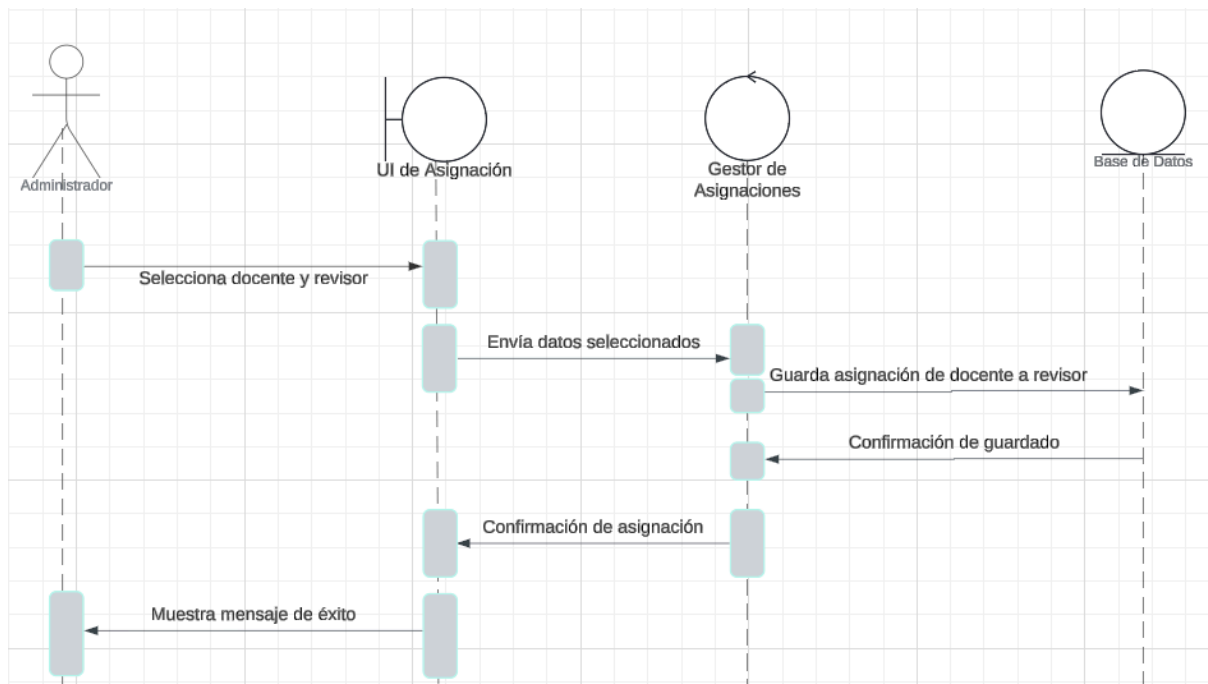 Administrador
UI de Asignación
Gestor de
Asignaciones
Base de Datos
Selecciona docente y revisor
Envía datos seleccionados
Guarda asignación de docente a revisor
Confirmación de guardado
Confirmación de asignación
Muestra mensaje de éxito